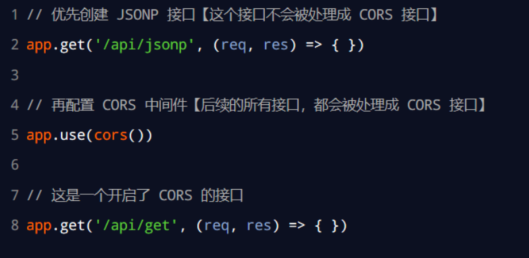 1 // 优先创建 JSONP 接口【这个接口不会被处理成 CORS 接口】
2 app.get('/api/jsonp', (req, res) => { })
3
4 // 再配置 CORS 中间件【后续的所有接口，都会被处理成 CORS 接口】
5 app.use(cors())
6
7 // 这是一个开启了 CORS 的接口
8 app.get('/api/get', (req, res) => { })